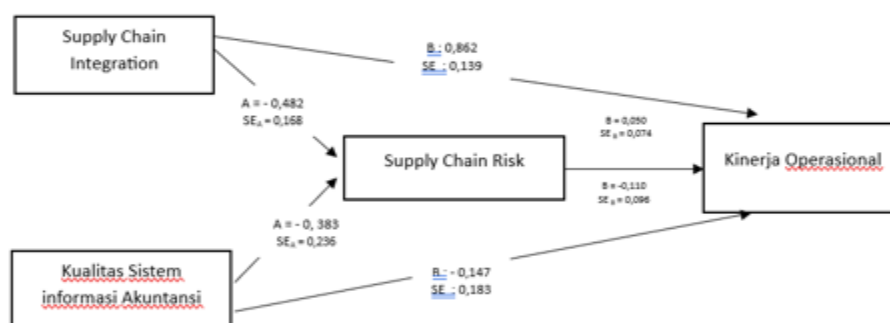 Supply Chain
Integration
B : 0,862
SE : 0,139
A = - 0,482
SEA = 0,168
B = 0,050
SE B = 0,074
Supply Chain Risk
Kinerja Operasional
B = -0,110
SE B = 0,096
A = - 0, 383
SEA = 0,236
Kualitas Sistem
informasi Akuntansi
B : - 0,147
SE : 0,183